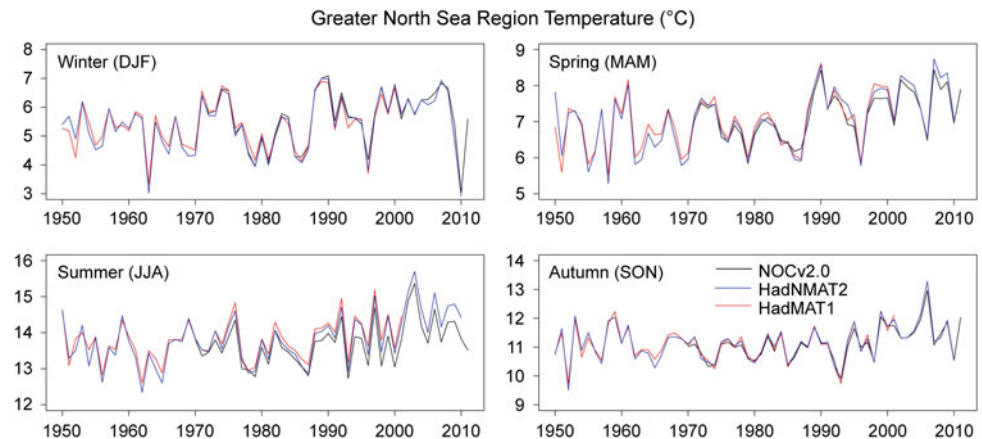 Greater North Sea Region Temperature (°C)
Winter (DJF)
8
7
6
5
4
3
1950 1960 1970 1980 1990 2000 2010
Spring (MAM)
9
8
7
6
5
1950 1960 1970 1980 1990 2000 2010
Summer (JJA)
16
15
14
13
12
1950 1960 1970 1980 1990 2000 2010
Autumn (SON)
NOCv2.0
HadNMAT2
HadMAT1
14
13
12
11
10
9
1950 1960 1970 1980 1990 2000 2010